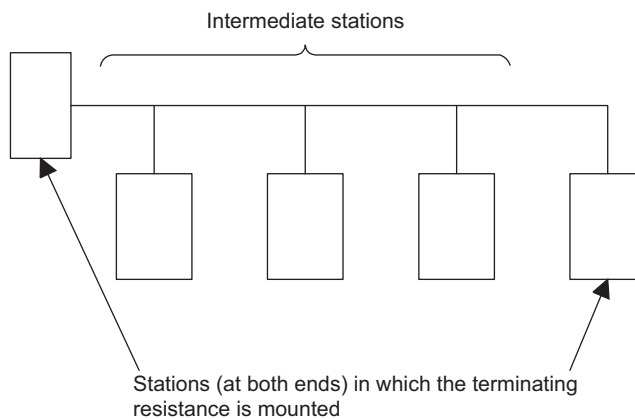 Intermediate stations
Stations (at both ends) in which the terminating
resistance is mounted